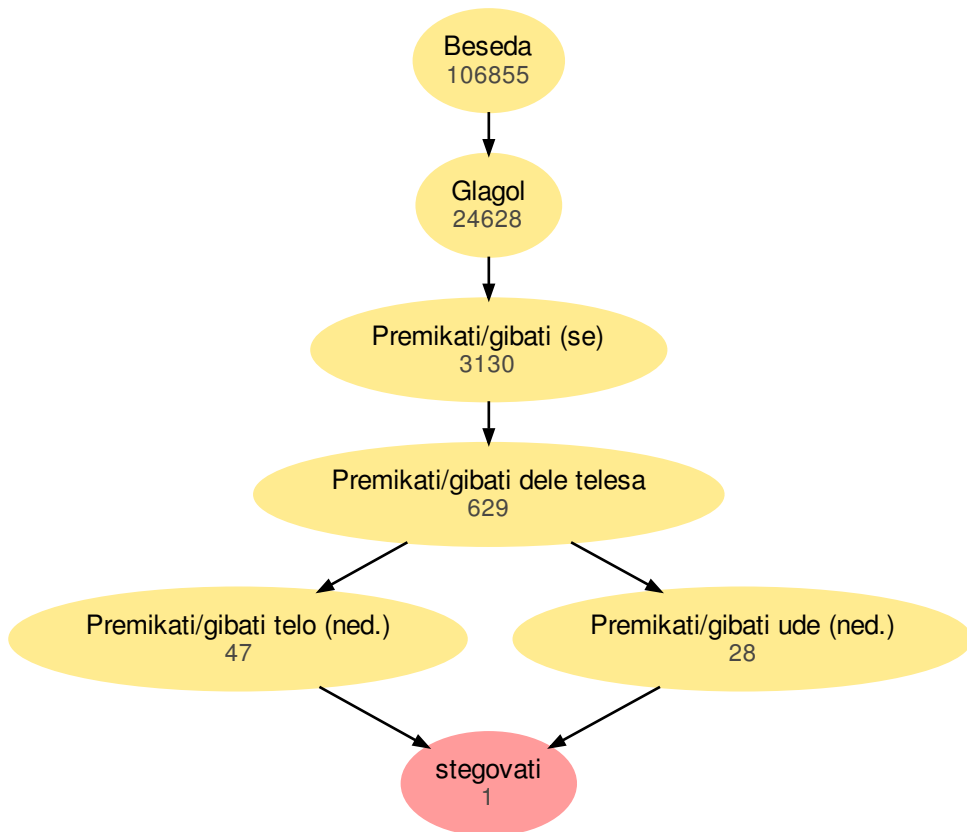 Beseda
106855
Glagol
24628
Premikati/gibati (se)
3130
Premikati/gibati dele telesa
629
Premikati/gibati telo (ned.)
47
Premikati/gibati ude (ned.)
28
stegovati
1